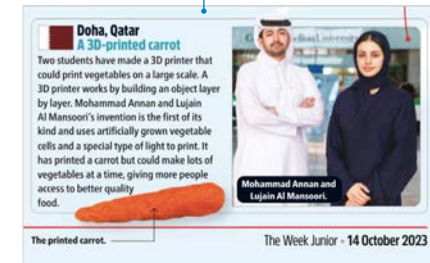 Doha, Qatar
A 3D-printed carrot
Two students have made a 3D printer that
could print vegetables on a large scale. A
3D printer works by building an object layer
by layer. Mohammad Annan and Lujain
Al Mansoori's invention is the first of its
kind and uses artificially grown vegetable
cells and a special type of light to print. It
has printed a carrot but could make lots of
vegetables at a time, giving more people
access to better quality
food.
Mohammad Annan and
Lujain Al Mansoori.
The printed carrot.
The Week Junior • 14 October 2023